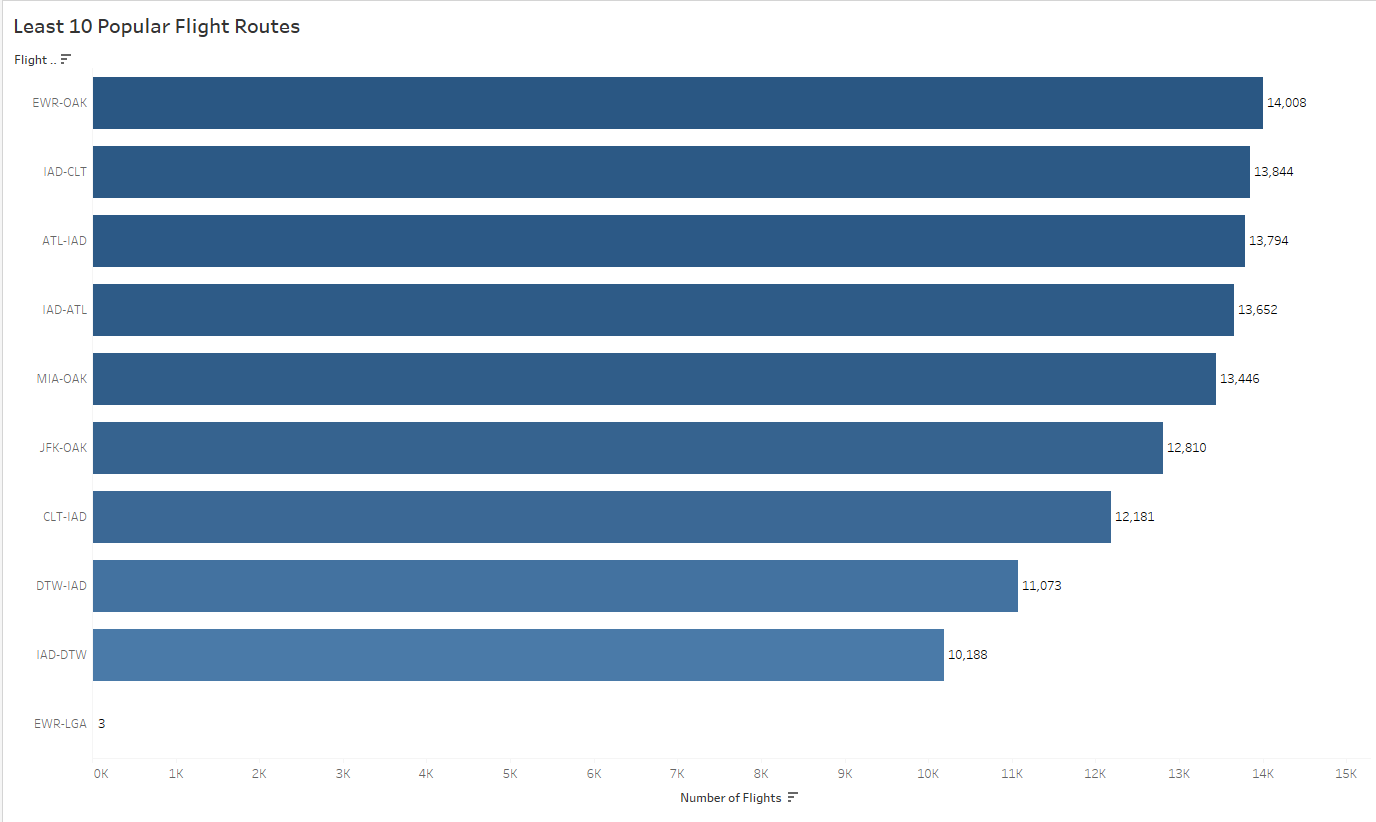 Least 10 Popular Flight Routes
Flight ..
EWR-OAK 14,008
IAD-CLT 13,844
ATL-IAD 13,794
IAD-ATL 13,652
MIA-OAK 13,446
JFK-OAK 12,810
CLT-IAD 12,181
DTW-IAD 11,073
IAD-DTW 10,188
EWR-LGA 3
0K 1K 2K 3K 4K 5K 6K 7K 8K 9K 10K 11K 12K 13K 14K 15K
Number of Flights